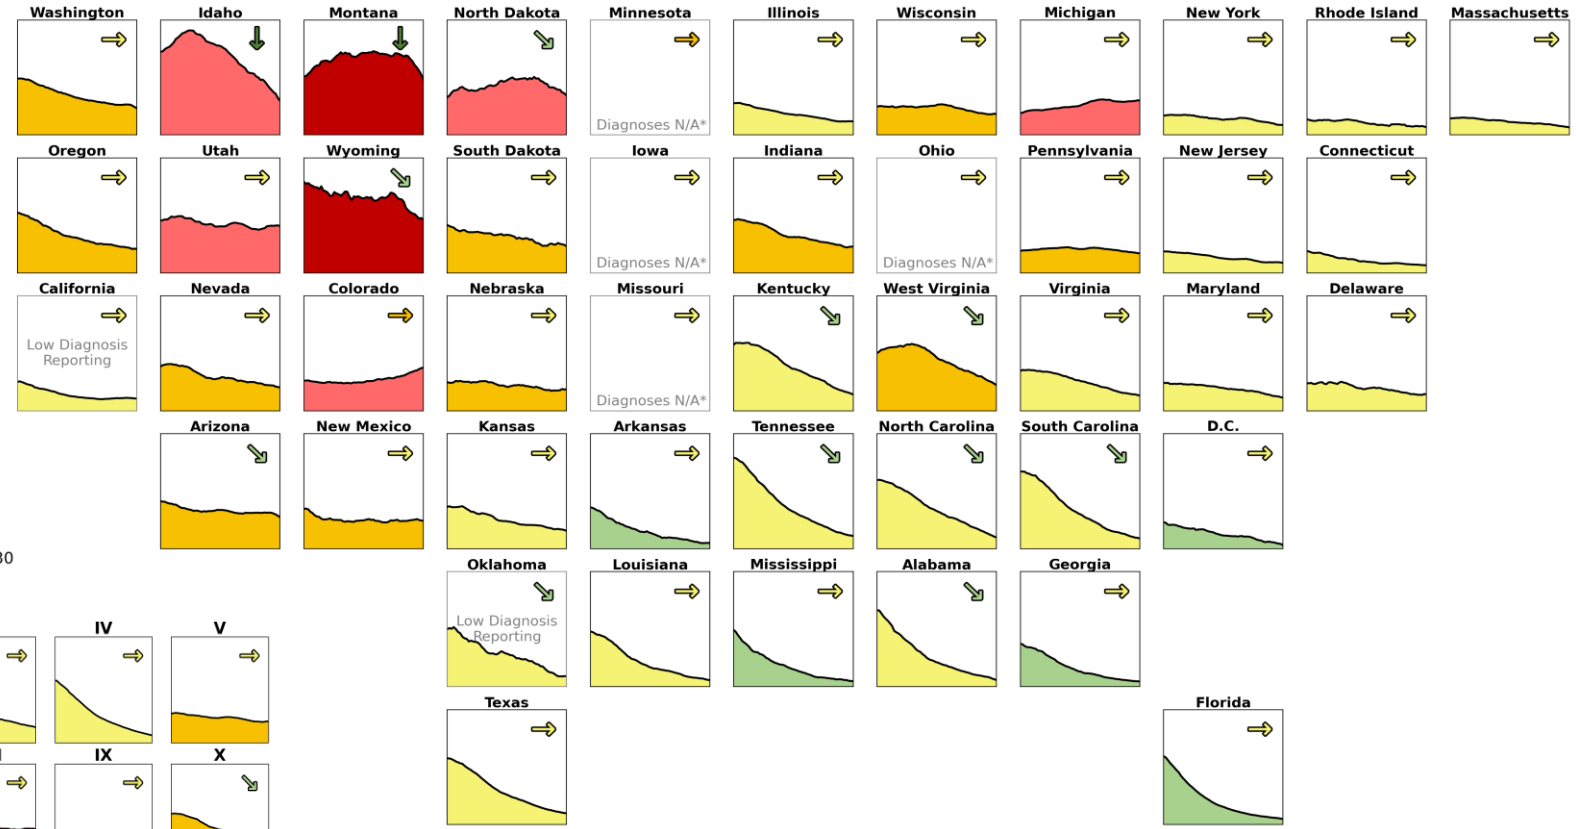 Washington
Idaho
Montana
North Dakota
Minnesota
Illinois
Wisconsin
Michigan
New York
Rhode Island
Massachusetts
Diagnoses N/A*
Oregon
Utah
Wyoming
South Dakota
Iowa
Indiana
Ohio
Pennsylvania
New Jersey
Connecticut
Diagnoses N/A*
Diagnoses N/A*
California
Nevada
Colorado
Nebraska
Missouri
Kentucky
West Virginia
Virginia
Maryland
Delaware
Low Diagnosis
Reporting
Diagnoses N/A*
Arizona
New Mexico
Kansas
Arkansas
Tennessee
North Carolina
South Carolina
D.C.
30
Oklahoma
Louisiana
Mississippi
Alabama
Georgia
Low Diagnosis
Reporting
IV
V
Texas
Florida
IX
X